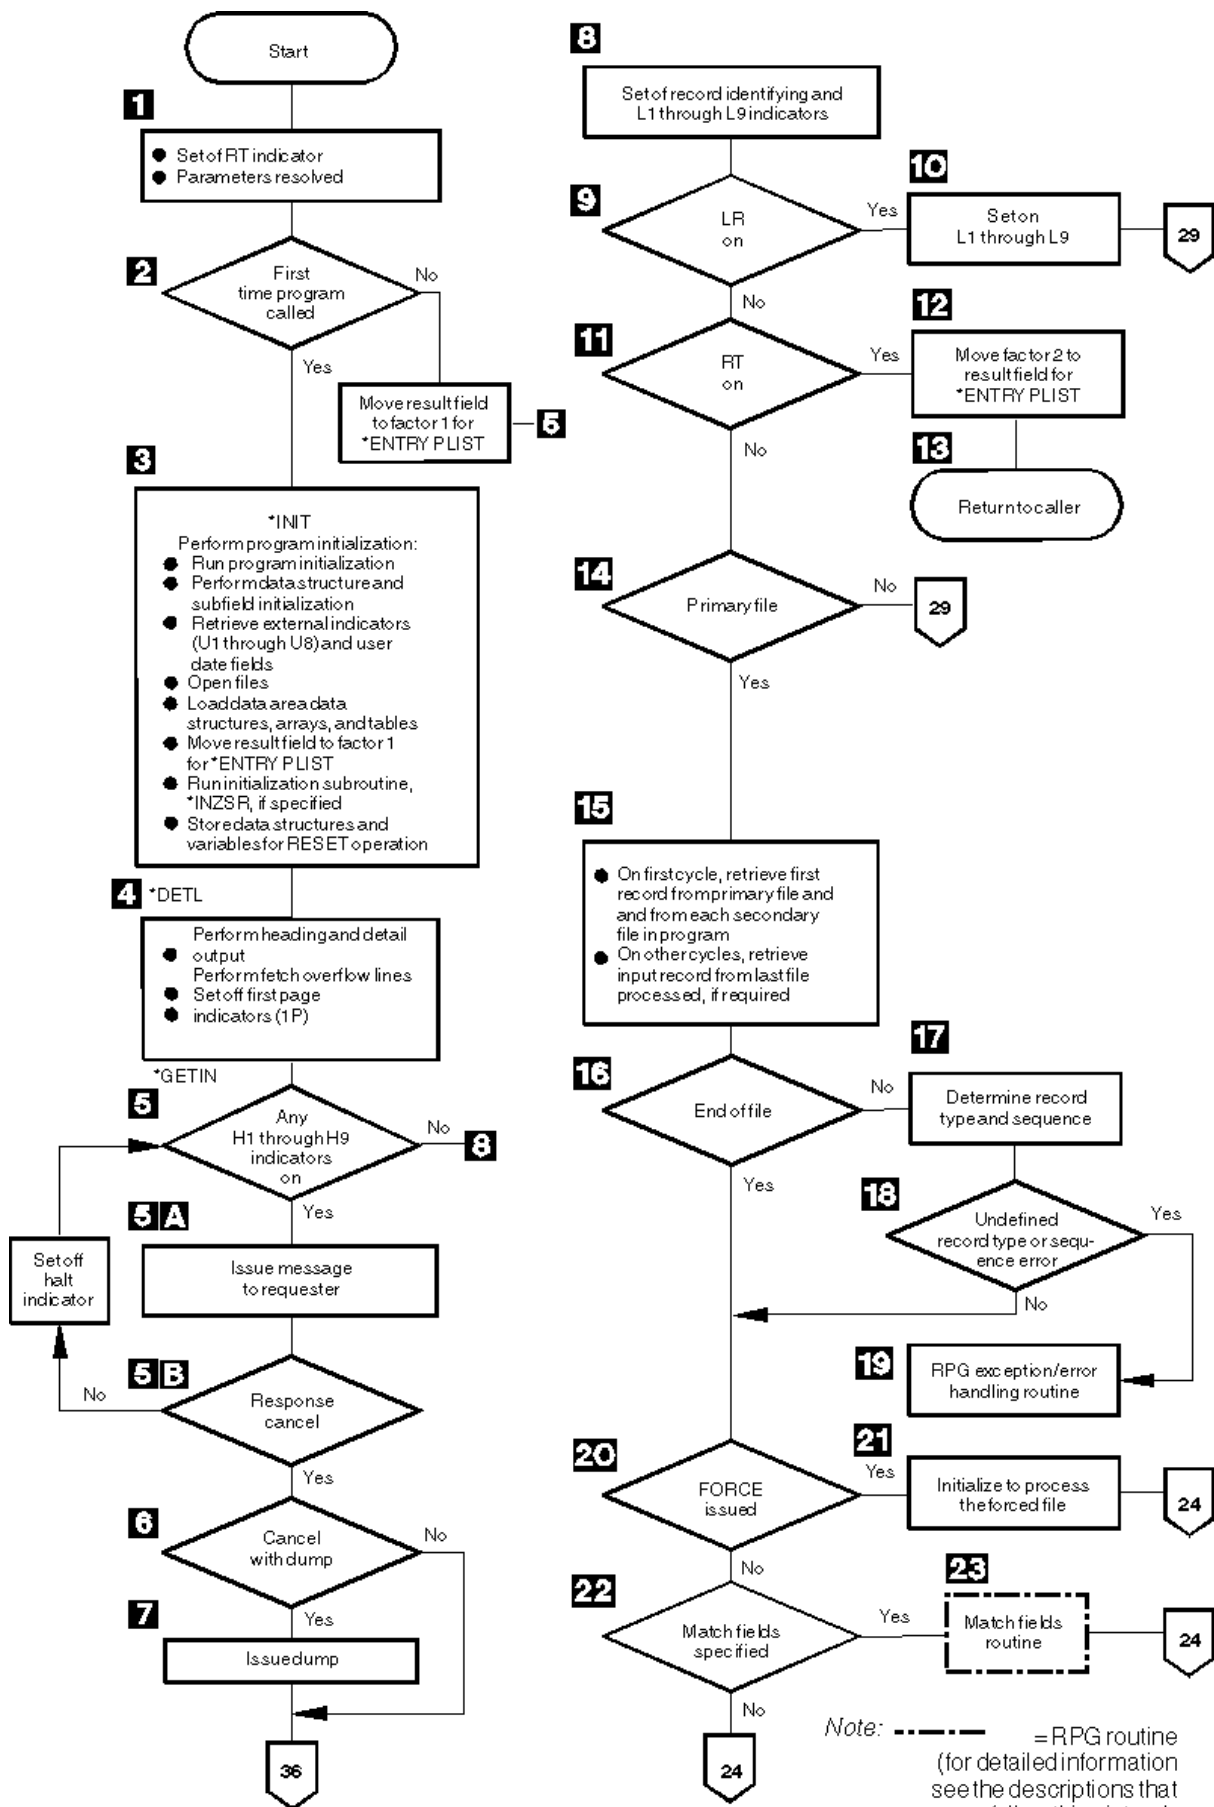 Start
1
Set of RT indicator
Parameters resolved
2
First
time program
called
No
Yes
Move result field
to factor 1 for
*ENTRY PLIST
5
3
*INIT
Perform program initialization:
Run program initialization
Perform data structure and
subfield initialization
Retrieve external indicators
(U1 through U8) and user
date fields
Open files
Load data area data
structures, arrays, and tables
Move result field to factor 1
for *ENTRY PLIST
Run initialization subroutine,
*INZSR, if specified
Store data structures and
variables for RESET operation
4 *DETL
Perform heading and detail
output
Perform fetch overflow lines
Set off first page
indicators (1P)
*GETIN
5
Any
H1 through H9
indicators
on
No
8
Yes
5 A
Issue message
to requester
Set off
halt
indicator
5 B
No
Response
cancel
Yes
6
Cancel
with dump
No
Yes
7
Issue dump
36
8
Set of record identifying and
L1 through L9 indicators
9
LR
on
Yes
10
Set on
L1 through L9
29
No
11
RT
on
Yes
12
Move factor 2 to
result field for
*ENTRY PLIST
No
13
Return to caller
14
Primary file
No
29
Yes
15
On first cycle, retrieve first
record from primary file and
and from each secondary
file in program
On other cycles, retrieve
input record from last file
processed, if required
16
End of file
No
17
Determine record
type and sequence
Yes
18
Undefined
record type or sequ-
ence error
Yes
No
19
RPG exception/error
handling routine
20
FORCE
issued
Yes
21
Initialize to process
the forced file
24
No
22
Match fields
specified
Yes
23
Match fields
routine
24
No
24
Note:
= RPG routine
(for detailed information
see the descriptions that